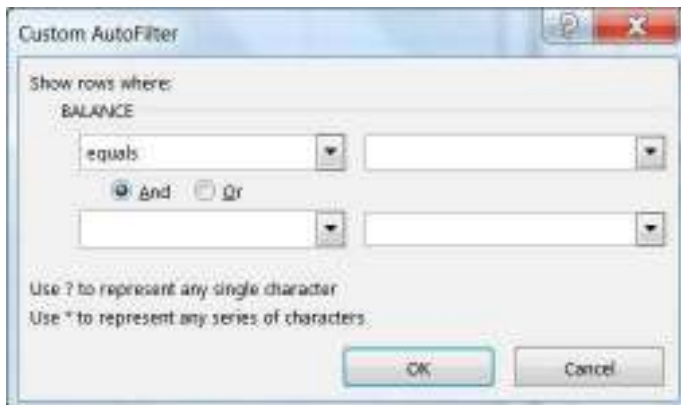 Custom AutoFilter
Show rows where:
BALANCE
equals
And Or
Use ? to represent any single character
Use * to represent any series of characters
OK Cancel